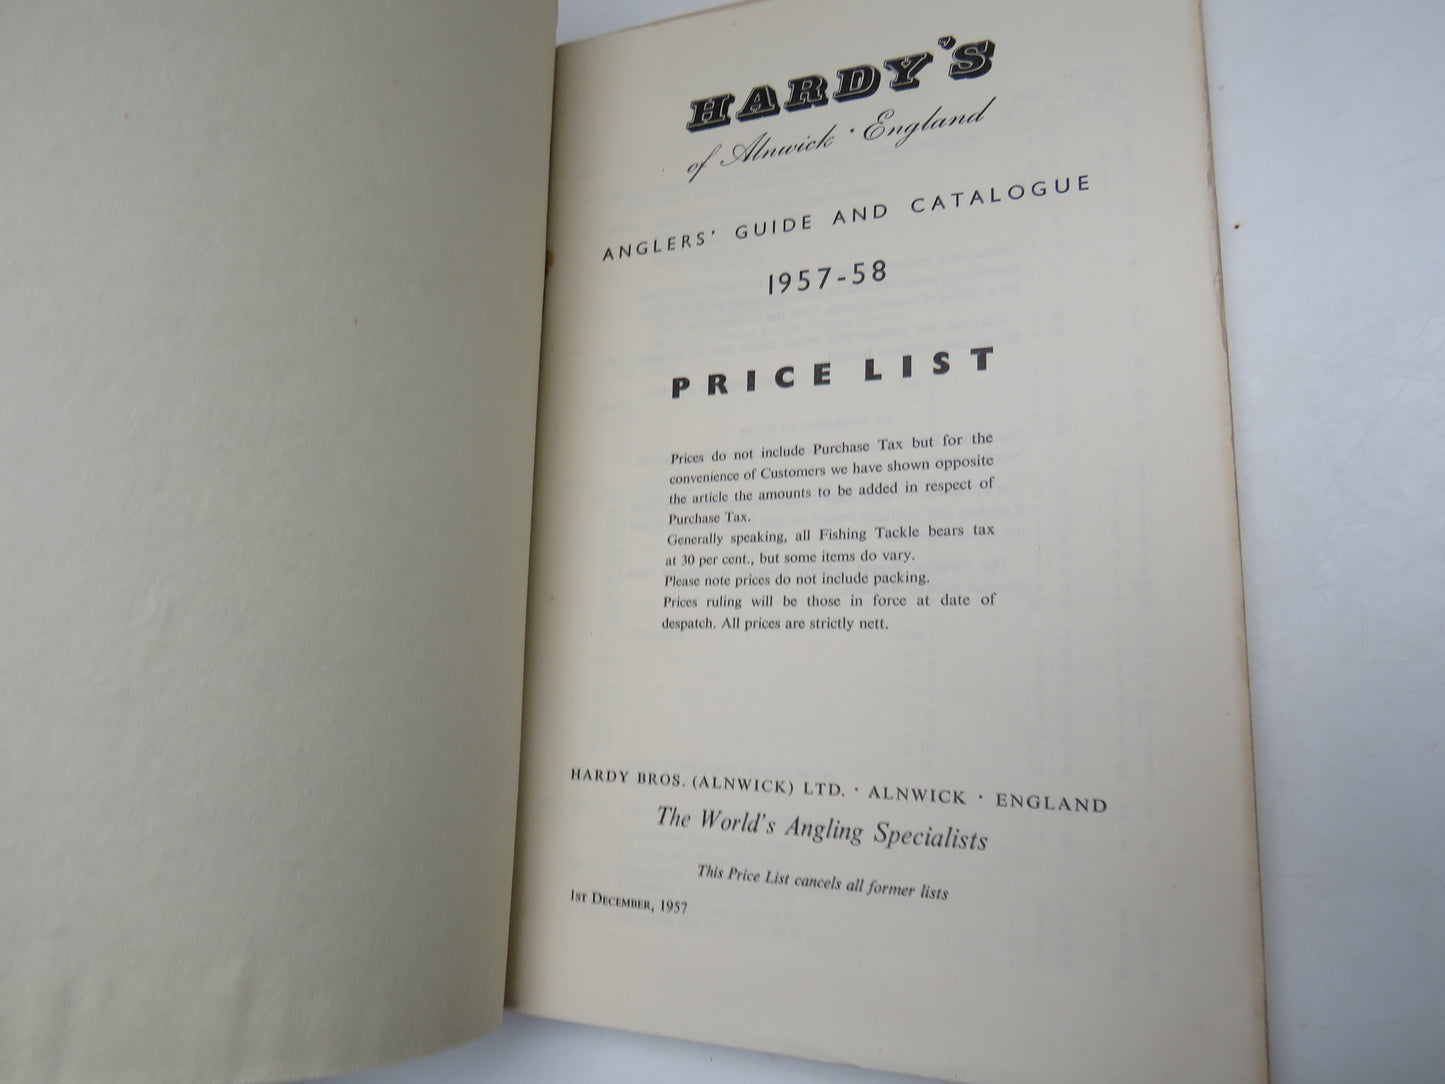 HARDY'S
of Alnwick · England
ANGLERS' GUIDE AND CATALOGUE
1957-58
PRICE LIST
Prices do not include Purchase Tax but for the
convenience of Customers we have shown opposite
the article the amounts to be added in respect of
Purchase Tax.
Generally speaking, all Fishing Tackle bears tax
at 30 per cent., but some items do vary.
Please note prices do not include packing.
Prices ruling will be those in force at date of
despatch. All prices are strictly nett.
HARDY BROS. (ALNWICK) LTD. · ALNWICK · ENGLAND
The World's Angling Specialists
This Price List cancels all former lists
1ST DECEMBER, 1957